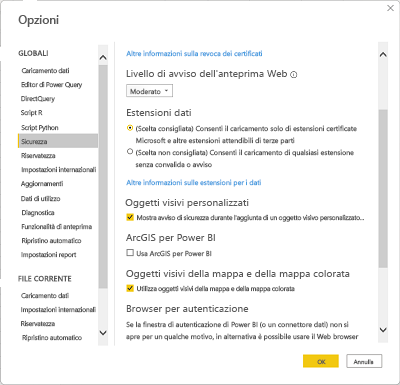 Opzioni
GLOBALI
Caricamento dati
Editor di Power Query
DirectQuery
Script R
Script Python
Sicurezza
Riservatezza
Impostazioni internazionali
Aggiornamenti
Dati di utilizzo
Diagnostica
Funzionalità di anteprima
Ripristino automatico
Impostazioni report
FILE CORRENTE
Caricamento dati
Impostazioni internazionali
Riservatezza
Ripristino automatico
Altre informazioni sulla revoca dei certificati
Livello di avviso dell'anteprima Web
Moderato
Estensioni dati
(Scelta consigliata) Consenti il caricamento solo di estensioni certificate
Microsoft e altre estensioni attendibili di terze parti
(Scelta non consigliata) Consenti il caricamento di qualsiasi estensione
senza convalida o avviso
Altre informazioni sulle estensioni per i dati
Oggetti visivi personalizzati
Mostra avviso di sicurezza durante l'aggiunta di un oggetto visivo personalizzato...
ArcGIS per Power BI
Usa ArcGIS per Power BI
Oggetti visivi della mappa e della mappa colorata
Utilizza oggetti visivi della mappa e della mappa colorata
Browser per autenticazione
Se la finestra di autenticazione di Power BI (o un connettore dati) non si
apre per un qualche motivo, in alternativa è possibile usare il Web browser
OK
Annulla